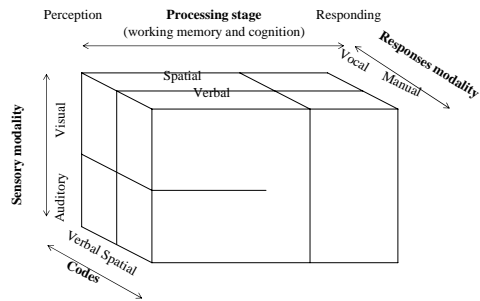 Perception
Processing stage
Responding
(working memory and cognition)
Responses modality
Vocal
Manual
Spatial
Verbal
Sensory modality
Visual
Auditory
Verbal Spatial
Codes